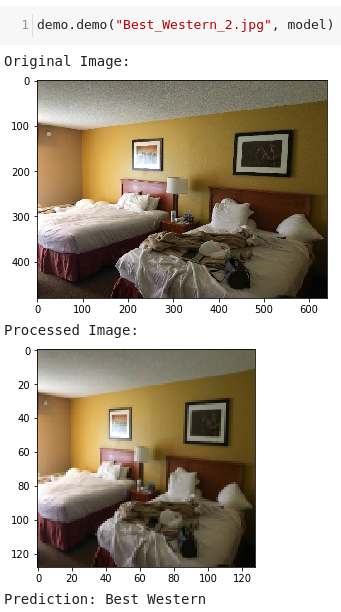 1 demo.demo("Best_Western_2.jpg", model)
Original Image:
0
100
200
300
400
0 100 200 300 400 500 600
Processed Image:
0
20
40
60
80
100
120
0 20 40 60 80 100 120
Prediction: Best Western